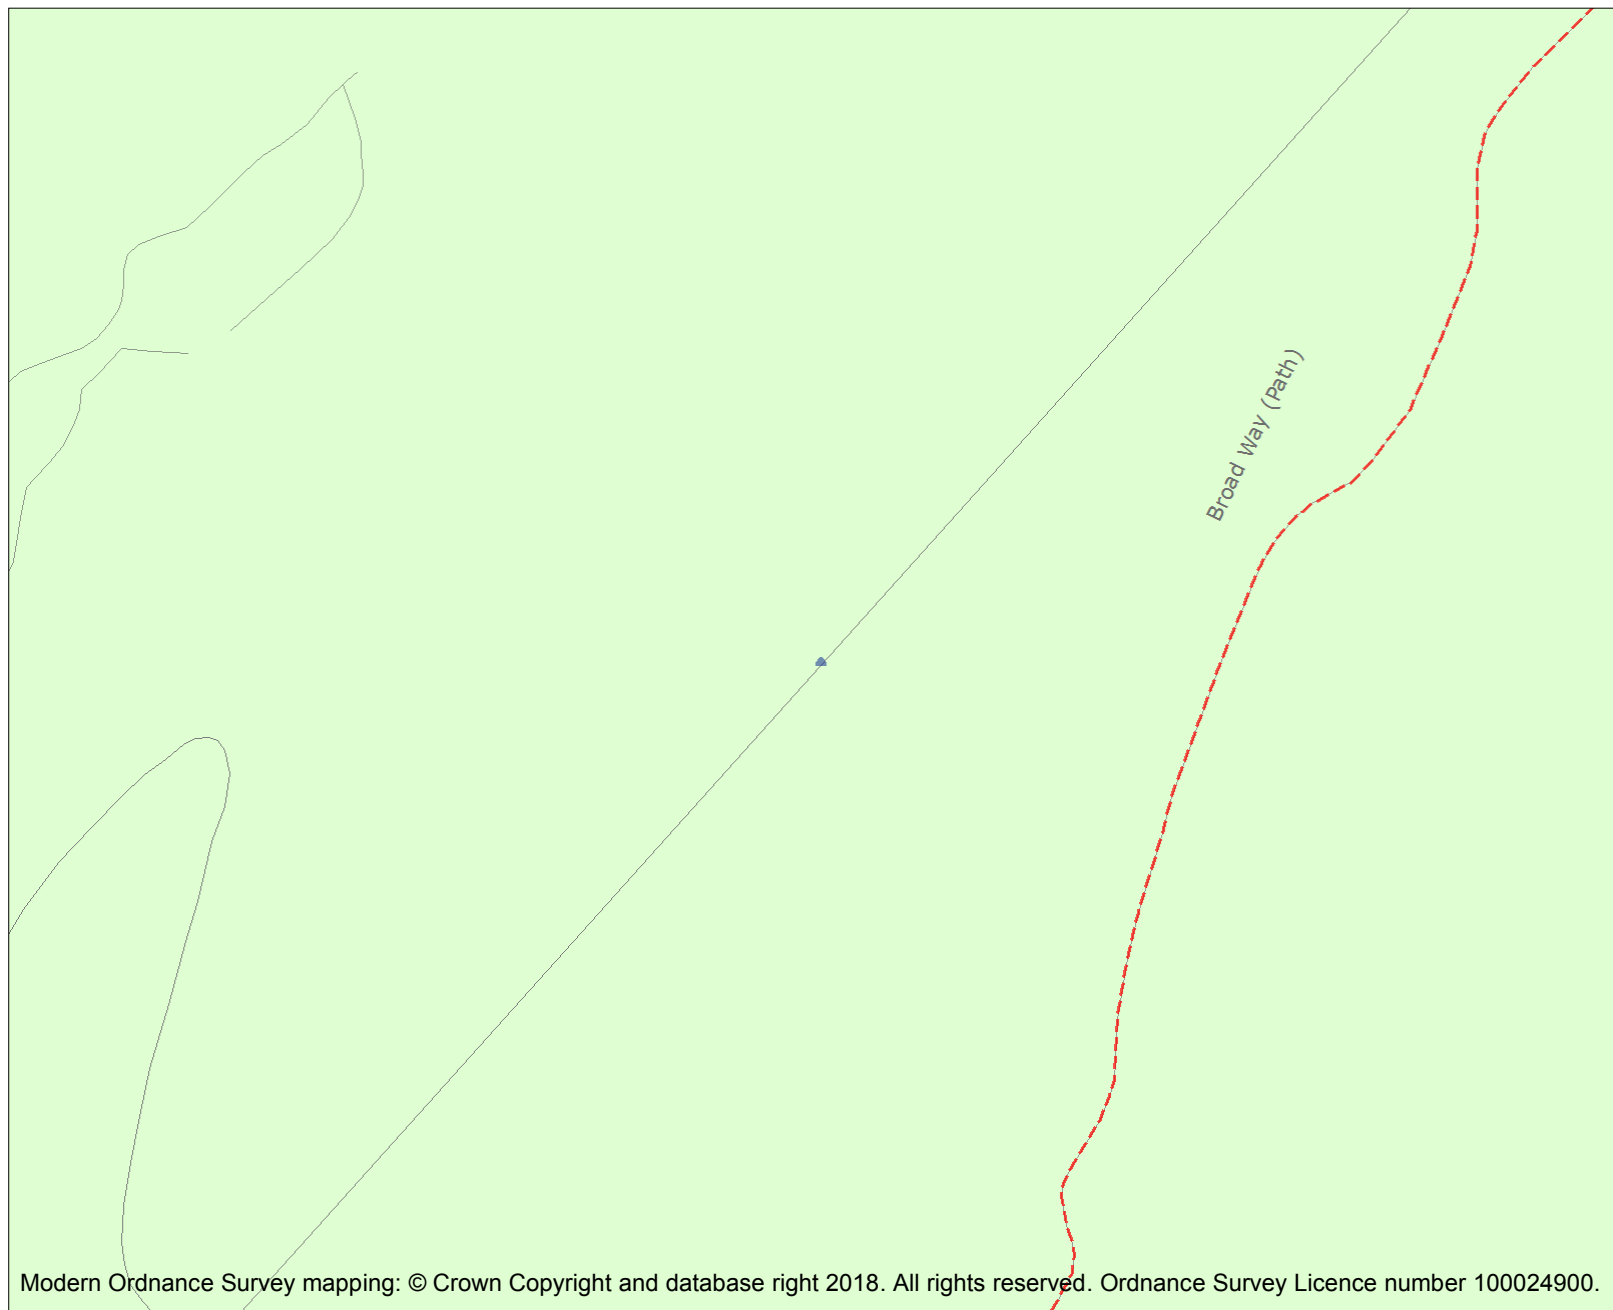 Broad Way (Path)
Modern Ordnance Survey mapping: © Crown Copyright and database right 2018. All rights reserved. Ordnance Survey Licence number 100024900.